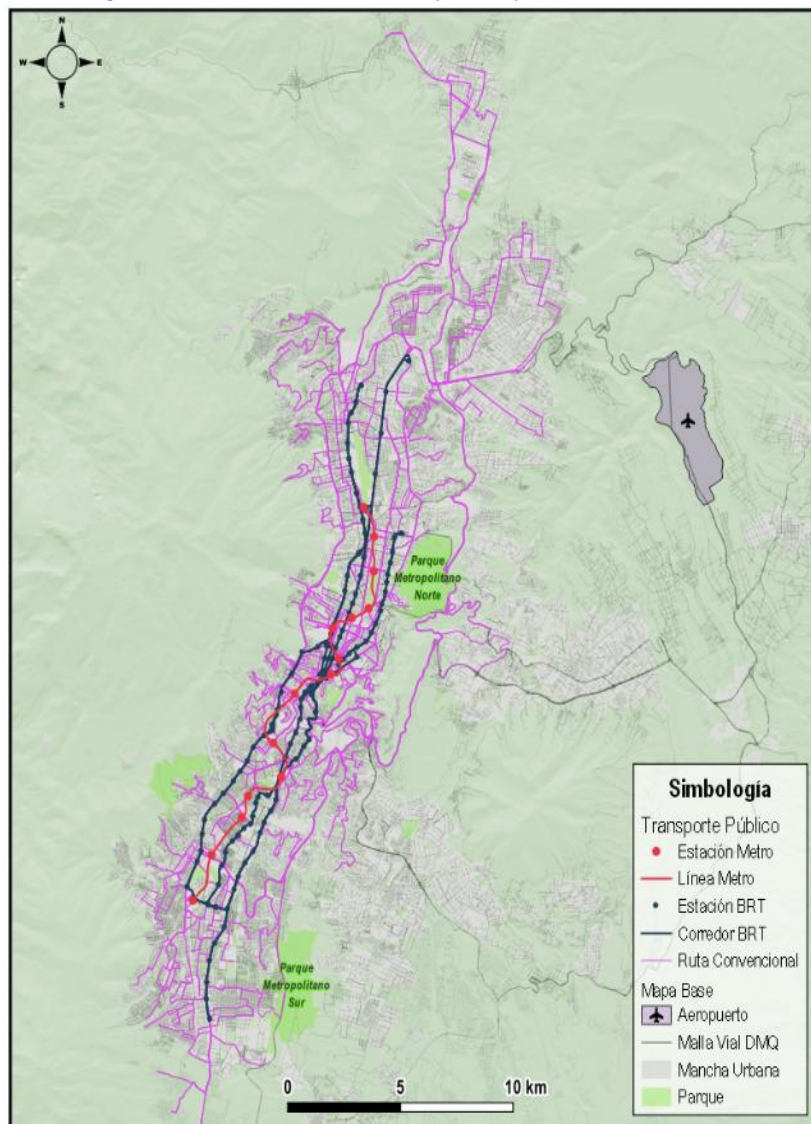 N
W E
S
Parque
Metropolitano
Norte
Parque
Metropolitano
Sur
0 5 10 km
Simbología
Transporte Público
Estación Metro
Línea Metro
Estación BRT
Corredor BRT
Ruta Convencional
Mapa Base
Aeropuerto
Malla Vial DMQ
Mancha Urbana
Parque